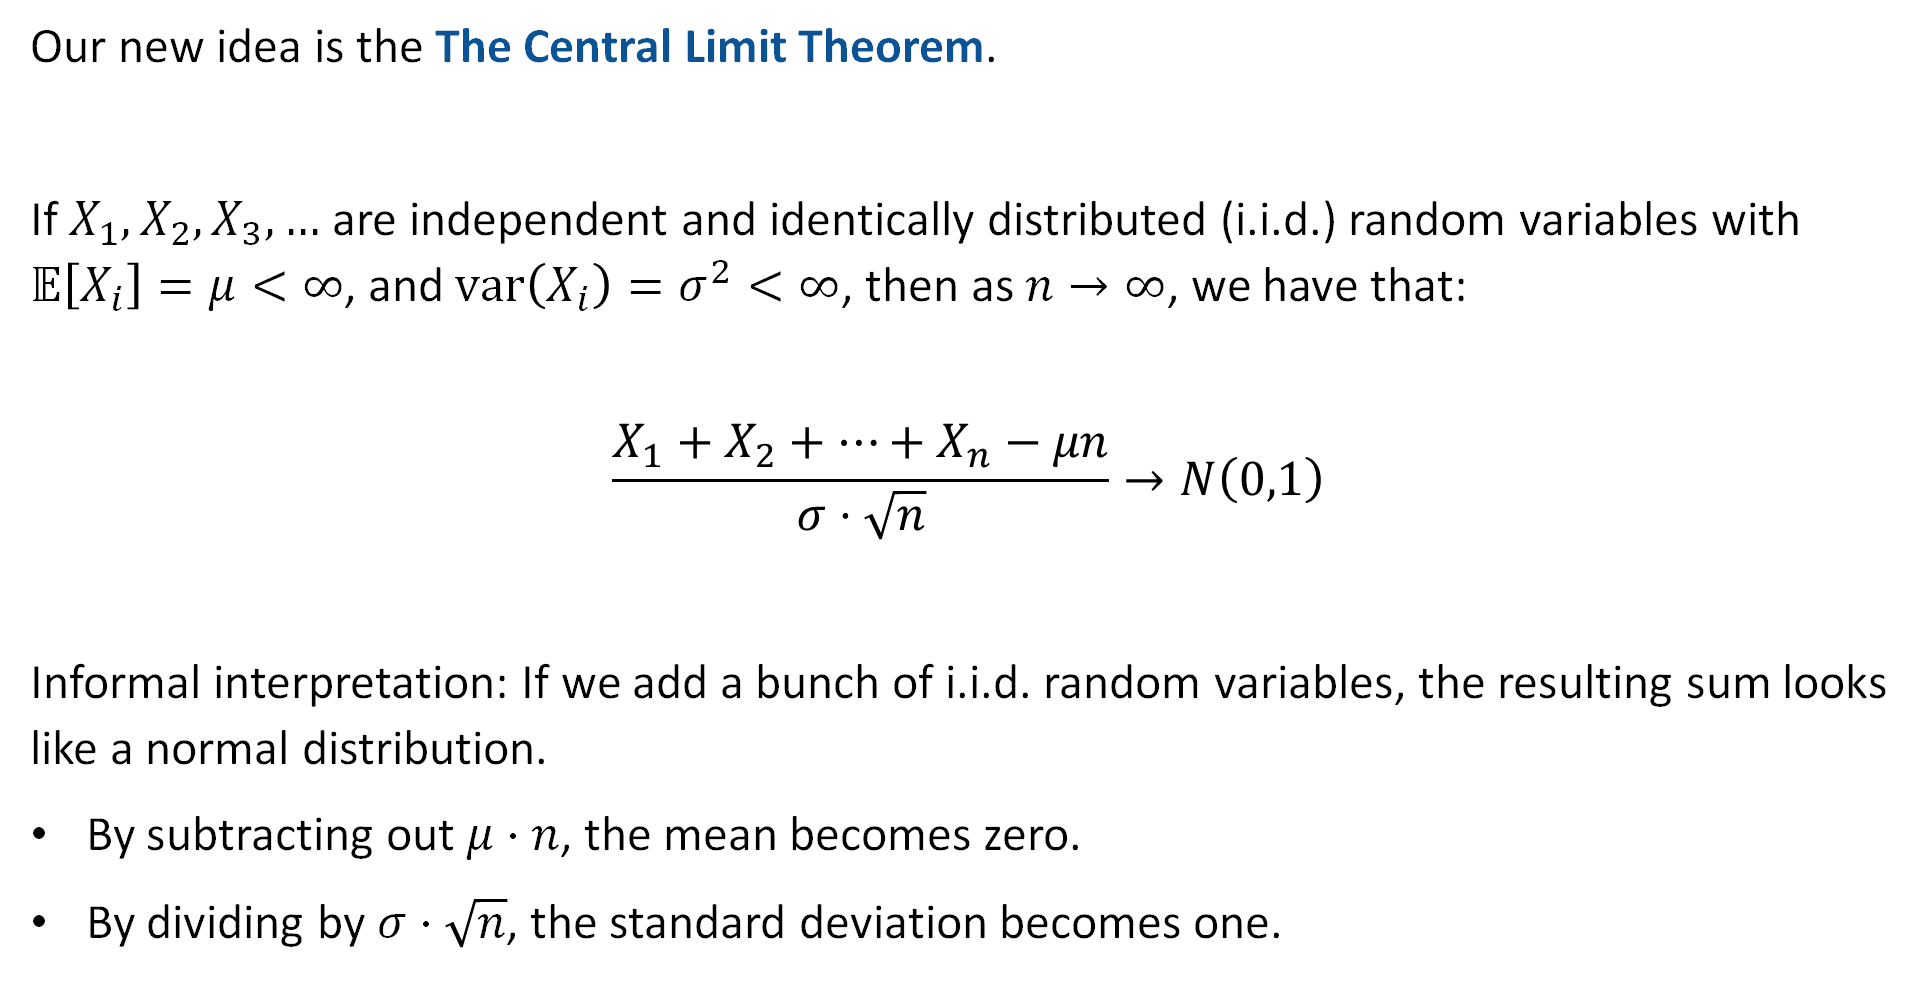 Our new idea is the The Central Limit Theorem.
If X₁, X₂, X₃, ... are independent and identically distributed (i.i.d.) random variables with
𝔼[Xᵢ] = μ < ∞, and var(Xᵢ) = σ² < ∞, then as n → ∞, we have that:
X₁ + X₂ + ⋯ + Xₙ − μn
σ · √n
→ N(0,1)
Informal interpretation: If we add a bunch of i.i.d. random variables, the resulting sum looks
like a normal distribution.
• By subtracting out μ · n, the mean becomes zero.
• By dividing by σ · √n, the standard deviation becomes one.